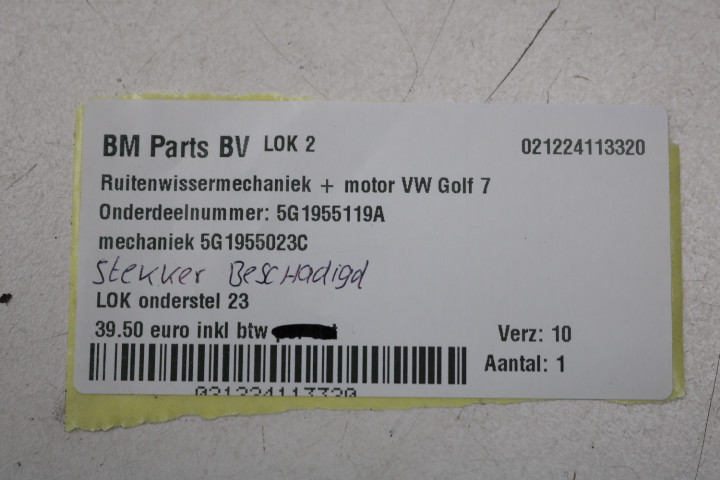 BM Parts BV LOK 2 021224113320
Ruitenwissermechaniek + motor VW Golf 7
Onderdeelnummer: 5G1955119A
mechaniek 5G1955023C
Stekker Beschadigd
LOK onderstel 23
39.50 euro inkl btw Verz: 10
Aantal: 1
021224113320